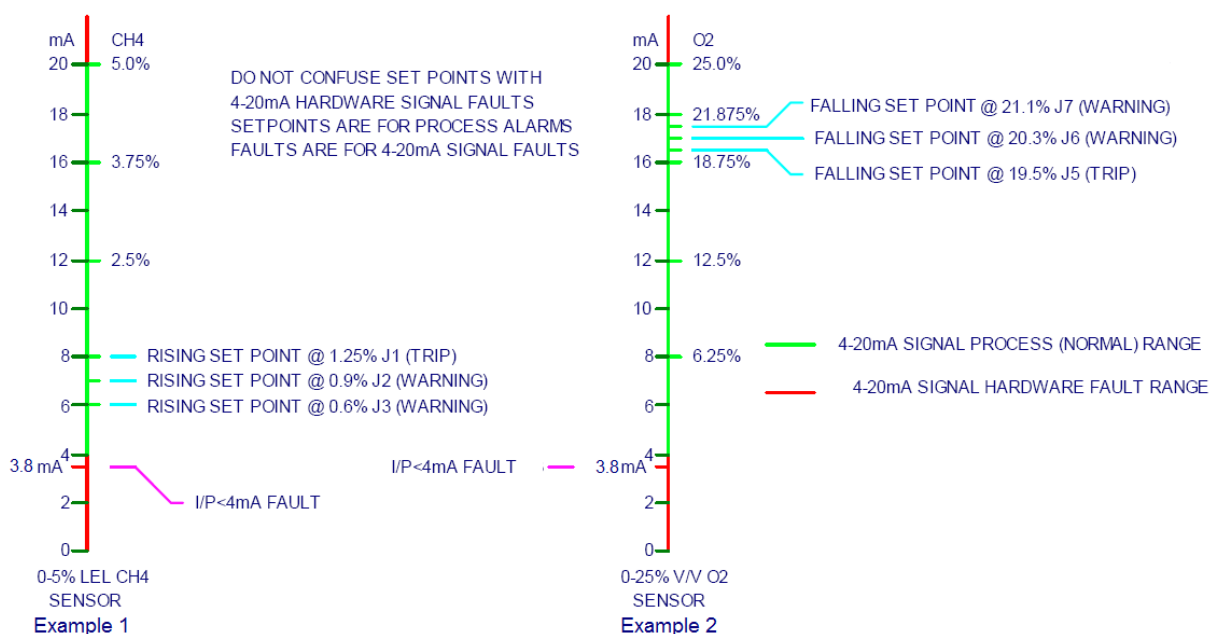 mA CH4
20 5.0%
18
16 3.75%
14
12 2.5%
10
8 RISING SET POINT @ 1.25% J1 (TRIP)
RISING SET POINT @ 0.9% J2 (WARNING)
6 RISING SET POINT @ 0.6% J3 (WARNING)
4
3.8 mA
I/P<4mA FAULT
2
0
0-5% LEL CH4
SENSOR
Example 1
DO NOT CONFUSE SET POINTS WITH
4-20mA HARDWARE SIGNAL FAULTS
SETPOINTS ARE FOR PROCESS ALARMS
FAULTS ARE FOR 4-20mA SIGNAL FAULTS
mA O2
20 25.0%
18 21.875%
16 18.75%
14
12 12.5%
10
8 6.25%
6
4
I/P<4mA FAULT 3.8 mA
2
0
0-25% V/V O2
SENSOR
Example 2
FALLING SET POINT @ 21.1% J7 (WARNING)
FALLING SET POINT @ 20.3% J6 (WARNING)
FALLING SET POINT @ 19.5% J5 (TRIP)
4-20mA SIGNAL PROCESS (NORMAL) RANGE
4-20mA SIGNAL HARDWARE FAULT RANGE